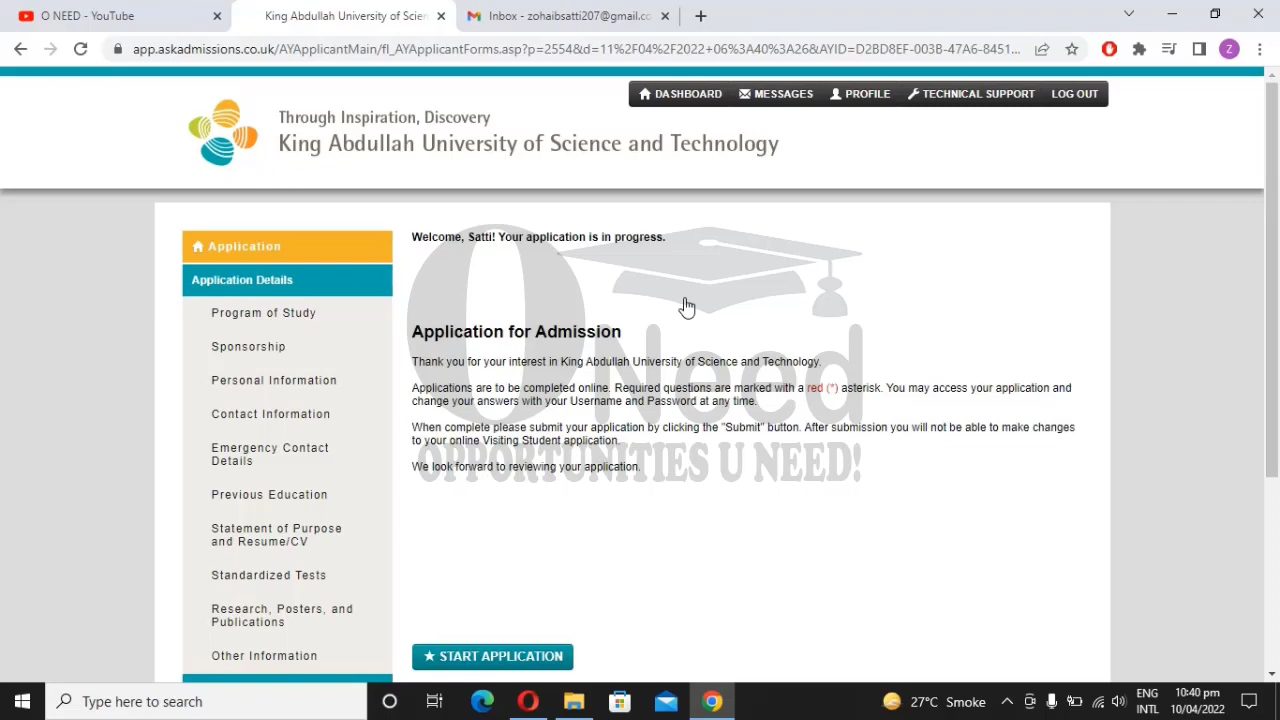 O NEED - YouTube
King Abdullah University of Scien
Inbox - zohaibsatti207@gmail.co
app.askadmissions.co.uk/AYApplicantMain/fl_AYApplicantForms.asp?p=2554&d=11%2F04%2F2022+06%3A40%3A26&AYID=D2BD8EF-003B-47A6-8451...
Z
DASHBOARD MESSAGES PROFILE TECHNICAL SUPPORT LOG OUT
Through Inspiration, Discovery
King Abdullah University of Science and Technology
Application
Application Details
Program of Study
Sponsorship
Personal Information
Contact Information
Emergency Contact
Details
Previous Education
Statement of Purpose
and Resume/CV
Standardized Tests
Research, Posters, and
Publications
Other Information
Welcome, Satti! Your application is in progress.
Application for Admission
Thank you for your interest in King Abdullah University of Science and Technology.
Applications are to be completed online. Required questions are marked with a red (*) asterisk. You may access your application and
change your answers with your Username and Password at any time.
When complete please submit your application by clicking the "Submit" button. After submission you will not be able to make changes
to your online Visiting Student application.
We look forward to reviewing your application.
O Need
OPPORTUNITIES U NEED!
START APPLICATION
Type here to search
27°C Smoke
ENG
INTL
10:40 pm
10/04/2022